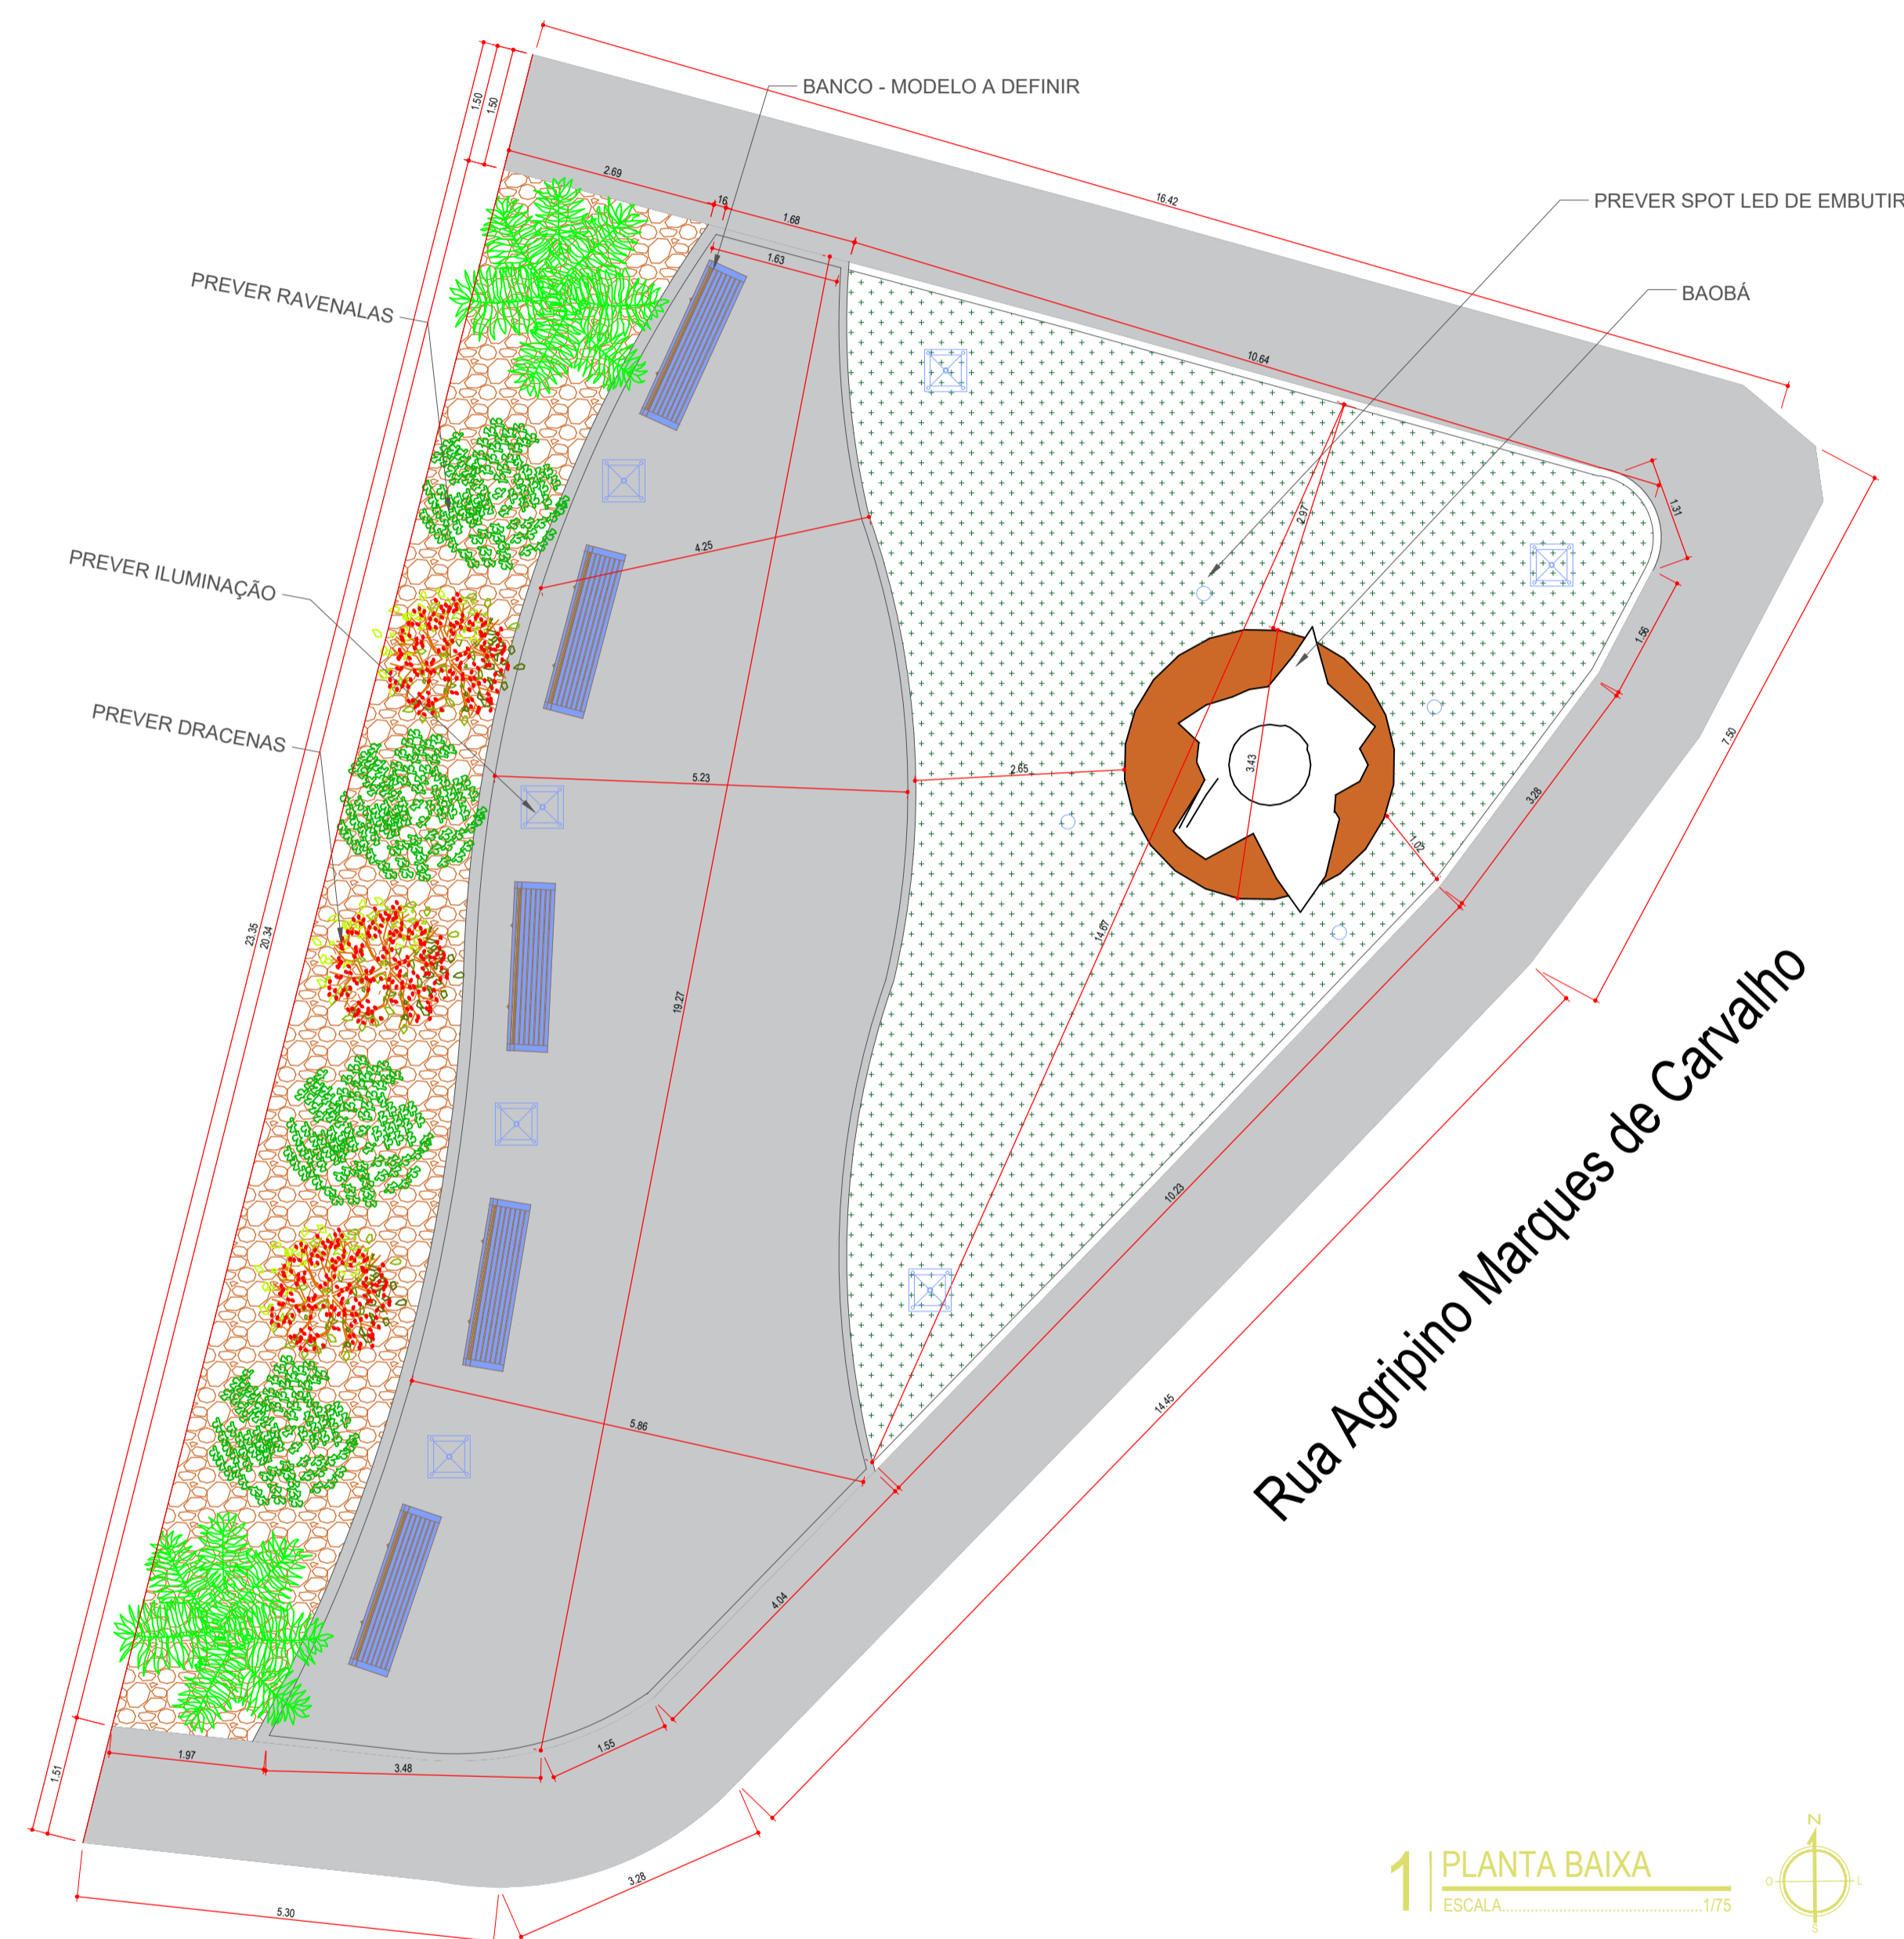 BANCO - MODELO A DEFINIR
PREVER SPOT LED DE EMBUTIR
BAOBÁ
PREVER RAVENALAS
PREVER ILUMINAÇÃO
PREVER DRACENAS
1.50
1.50
2.69
16
1.68
1.63
16.42
10.64
1.31
2.97
4.25
1.56
7.50
5.23
2.65
3.43
3.28
1.02
23.35
20.34
14.67
19.27
10.23
14.45
5.86
4.04
1.55
1.97
3.48
1.51
3.28
5.30
Rua Agripino Marques de Carvalho
1 PLANTA BAIXA
ESCALA..................................................1/75
N
O
L
S